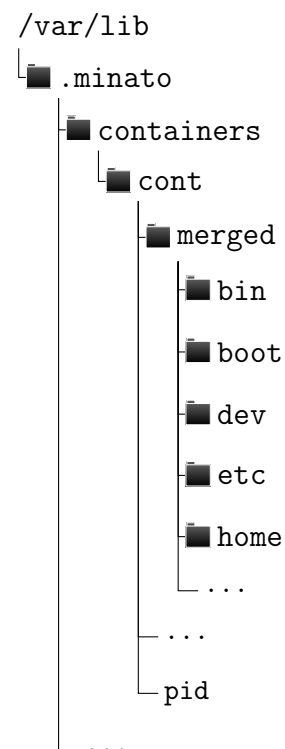 /var/lib
.minato
containers
cont
merged
bin
boot
dev
etc
home
...
...
pid